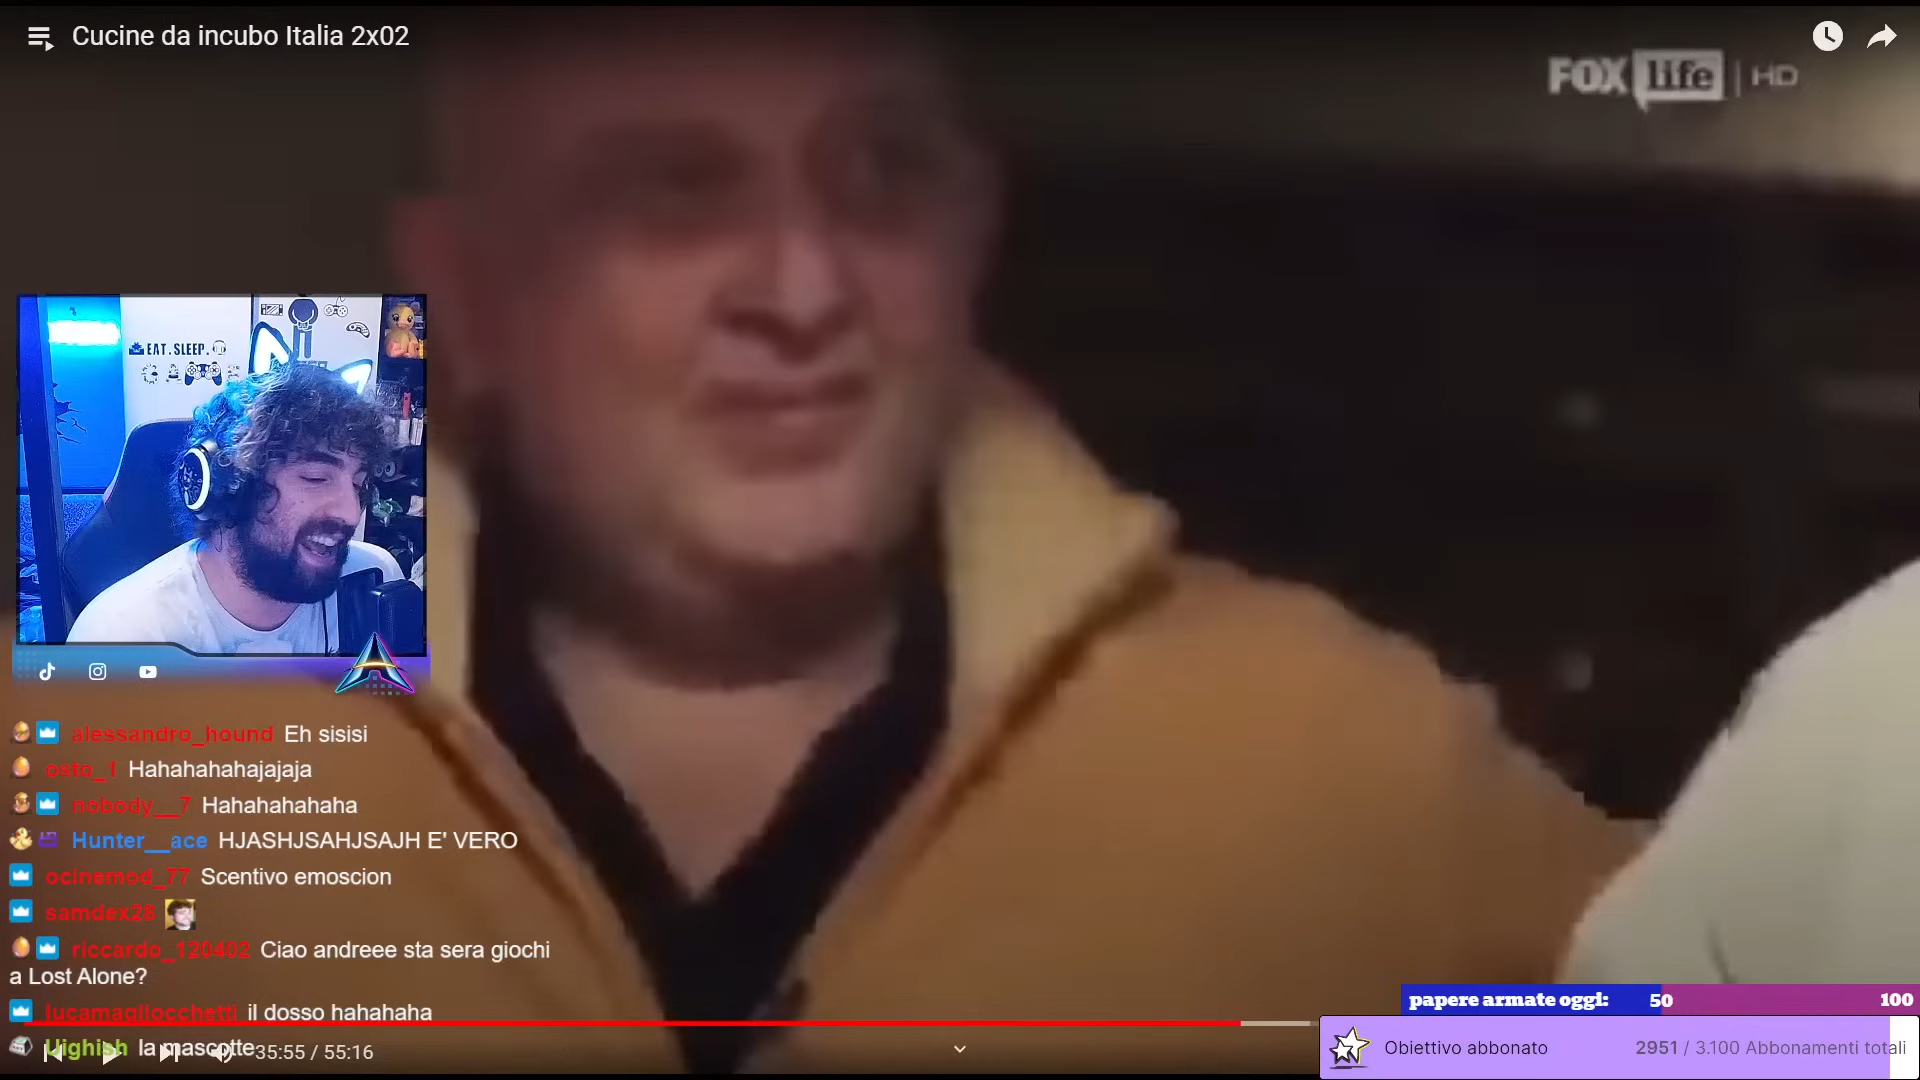 Cucine da incubo Italia 2x02
FOX life | HD
EAT.SLEEP.
alessandro_hound Eh sisisi
osto_1 Hahahahahajajaja
nobody__7 Hahahahahaha
Hunter__ace HJASHJSAHJSAJH E' VERO
ocinemod_77 Scentivo emoscion
samdex28
riccardo_120402 Ciao andreee sta sera giochi
a Lost Alone?
lucamagliocchetti il dosso hahahaha
Uighish la mascotte
35:55 / 55:16
papere armate oggi: 50 100
Obiettivo abbonato 2951 / 3.100 Abbonamenti totali